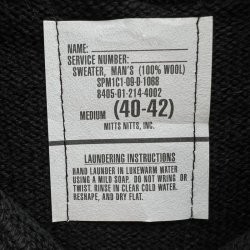 NAME:
SERVICE NUMBER:
SWEATER, MAN'S (100% WOOL)
SPM1C1-09-D-1068
8405-01-214-4002
MEDIUM (40-42)
MITTS NITTS, INC.
LAUNDERING INSTRUCTIONS
HAND LAUNDER IN LUKEWARM WATER
USING A MILD SOAP. DO NOT WRING OR
TWIST. RINSE IN CLEAR COLD WATER.
RESHAPE, AND DRY FLAT.